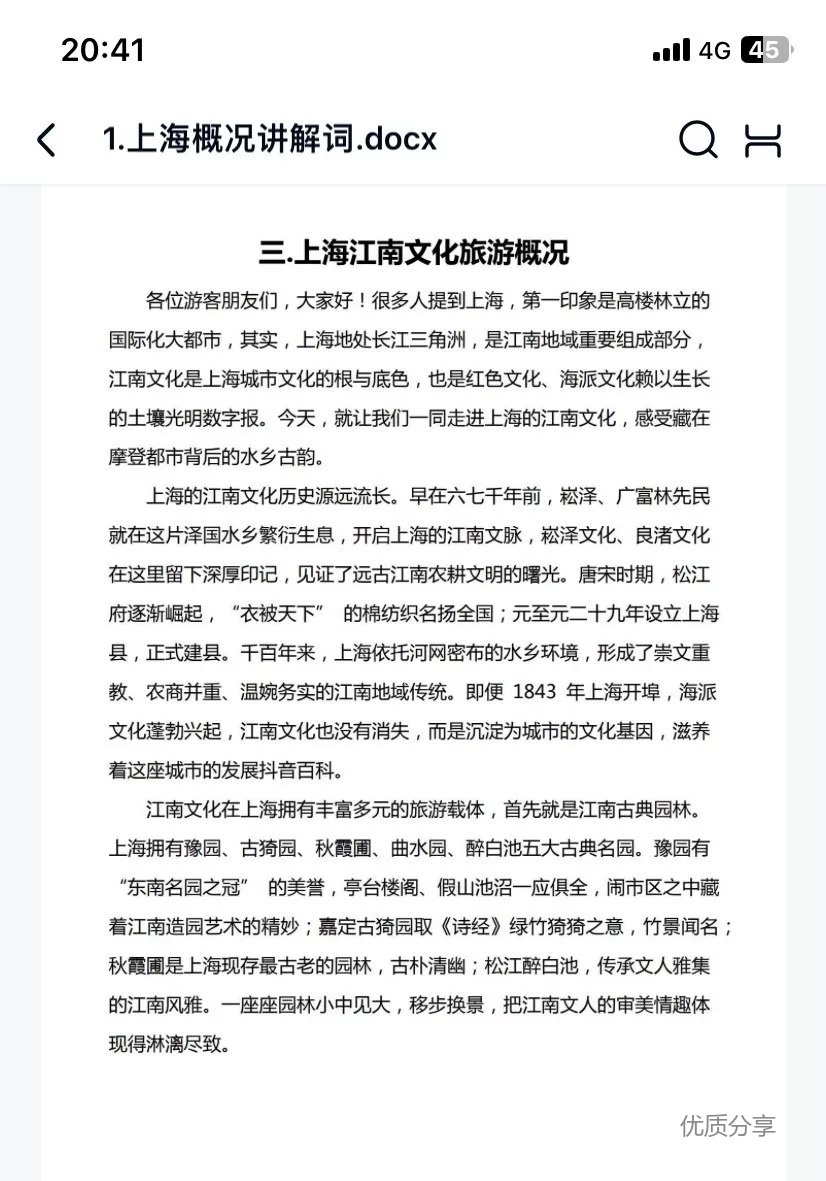 20:41
4G 45
1.上海概况讲解词.docx
三.上海江南文化旅游概况
各位游客朋友们，大家好！很多人提到上海，第一印象是高楼林立的
国际化大都市，其实，上海地处长江三角洲，是江南地域重要组成部分，
江南文化是上海城市文化的根与底色，也是红色文化、海派文化赖以生长
的土壤光明数字报。今天，就让我们一同走进上海的江南文化，感受藏在
摩登都市背后的水乡古韵。
上海的江南文化历史源远流长。早在六七千年前，崧泽、广富林先民
就在这片泽国水乡繁衍生息，开启上海的江南文脉，崧泽文化、良渚文化
在这里留下深厚印记，见证了远古江南农耕文明的曙光。唐宋时期，松江
府逐渐崛起，“衣被天下” 的棉纺织名扬全国；元至元二十九年设立上海
县，正式建县。千百年来，上海依托河网密布的水乡环境，形成了崇文重
教、农商并重、温婉务实的江南地域传统。即便 1843 年上海开埠，海派
文化蓬勃兴起，江南文化也没有消失，而是沉淀为城市的文化基因，滋养
着这座城市的发展抖音百科。
江南文化在上海拥有丰富多元的旅游载体，首先就是江南古典园林。
上海拥有豫园、古猗园、秋霞圃、曲水园、醉白池五大古典名园。豫园有
“东南名园之冠” 的美誉，亭台楼阁、假山池沼一应俱全，闹市区之中藏
着江南造园艺术的精妙；嘉定古猗园取《诗经》绿竹猗猗之意，竹景闻名；
秋霞圃是上海现存最古老的园林，古朴清幽；松江醉白池，传承文人雅集
的江南风雅。一座座园林小中见大，移步换景，把江南文人的审美情趣体
现得淋漓尽致。
优质分享